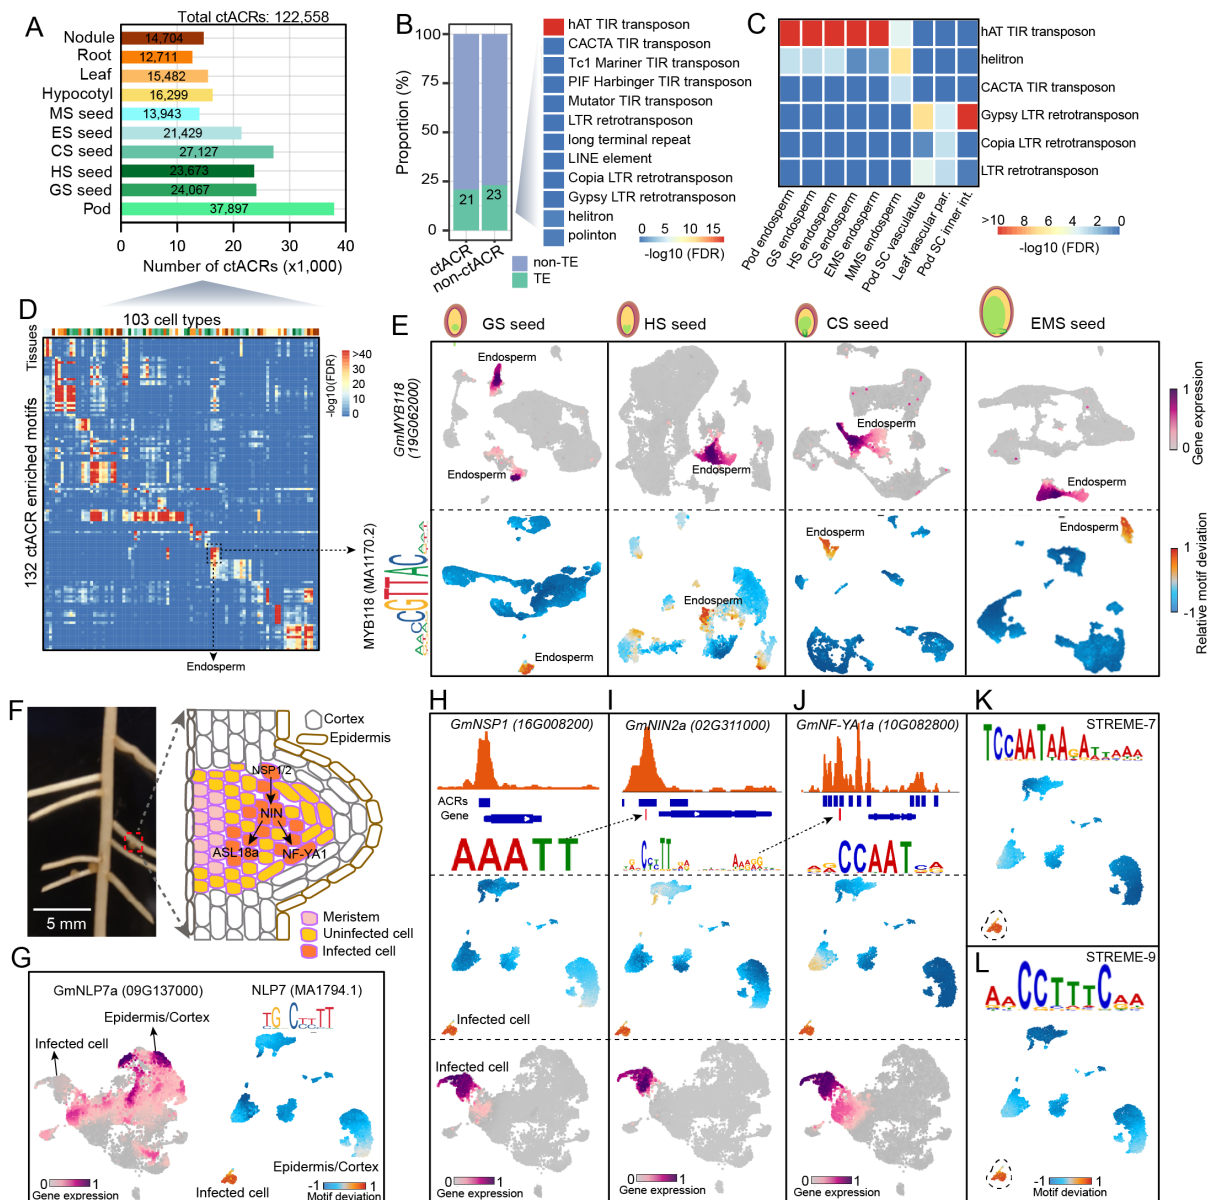 A
Total ctACRs: 122,558
Nodule
14,704
Root
12,711
Leaf
15,482
Hypocotyl
16,299
MS seed
13,943
ES seed
21,429
CS seed
27,127
HS seed
23,673
GS seed
24,067
Pod
37,897
0 10 20 30 40
Number of ctACRs (x1,000)
B
Proportion (%)
100
75
50
25
0
21
23
ctACR
non-ctACR
non-TE
TE
hAT TIR transposon
CACTA TIR transposon
Tc1 Mariner TIR transposon
PIF Harbinger TIR transposon
Mutator TIR transposon
LTR retrotransposon
long terminal repeat
LINE element
Copia LTR retrotransposon
Gypsy LTR retrotransposon
helitron
polinton
0 5 10 15
-log10 (FDR)
C
hAT TIR transposon
helitron
CACTA TIR transposon
Gypsy LTR retrotransposon
Copia LTR retrotransposon
LTR retrotransposon
Pod endosperm
GS endosperm
HS endosperm
CS endosperm
EMS endosperm
MMS endosperm
Pod SC vasculature
Leaf vascular par.
Pod SC inner int.
>10 8 6 4 2 0
-log10 (FDR)
D
103 cell types
Tissues
132 ctACR enriched motifs
>40
30
20
10
0
-log10(FDR)
Endosperm
MYB118 (MA1170.2)
E
GS seed
HS seed
CS seed
EMS seed
GmMYB118
(19G062000)
Endosperm
Endosperm
Endosperm
Endosperm
Endosperm
1
0
Gene expression
Endosperm
Endosperm
Endosperm
Endosperm
1
-1
Relative motif deviation
F
5 mm
Cortex
Epidermis
NSP1/2
NIN
ASL18a
NF-YA1
Meristem
Uninfected cell
Infected cell
G
GmNLP7a (09G137000)
NLP7 (MA1794.1)
Epidermis/Cortex
Infected cell
Epidermis/Cortex
Infected cell
0 1
Gene expression
-1 1
Motif deviation
H
GmNSP1 (16G008200)
ACRs
Gene
AAATT
Infected cell
Infected cell
0 1
Gene expression
I
GmNIN2a (02G311000)
0 1
Gene expression
J
GmNF-YA1a (10G082800)
CCAAT
0 1
Gene expression
K
STREME-7
TCCAATAAGATTAAA
L
STREME-9
AACCTTTCAA
-1 1
Motif deviation